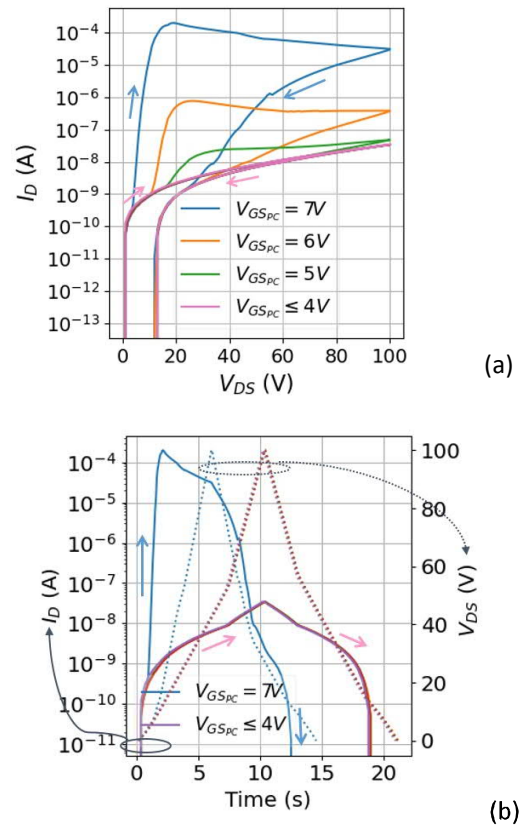 10⁻⁴
10⁻⁵
10⁻⁶
10⁻⁷
10⁻⁸
10⁻⁹
10⁻¹⁰
10⁻¹¹
10⁻¹²
10⁻¹³
I_D (A)
V_GS_PC = 7V
V_GS_PC = 6V
V_GS_PC = 5V
V_GS_PC ≤ 4V
0 20 40 60 80 100
V_DS (V)
(a)
10⁻⁴
10⁻⁵
10⁻⁶
10⁻⁷
10⁻⁸
10⁻⁹
10⁻¹⁰
10⁻¹¹
I_D (A)
V_GS_PC = 7V
V_GS_PC ≤ 4V
100
80
60
40
20
0
V_DS (V)
0 5 10 15 20
Time (s)
(b)